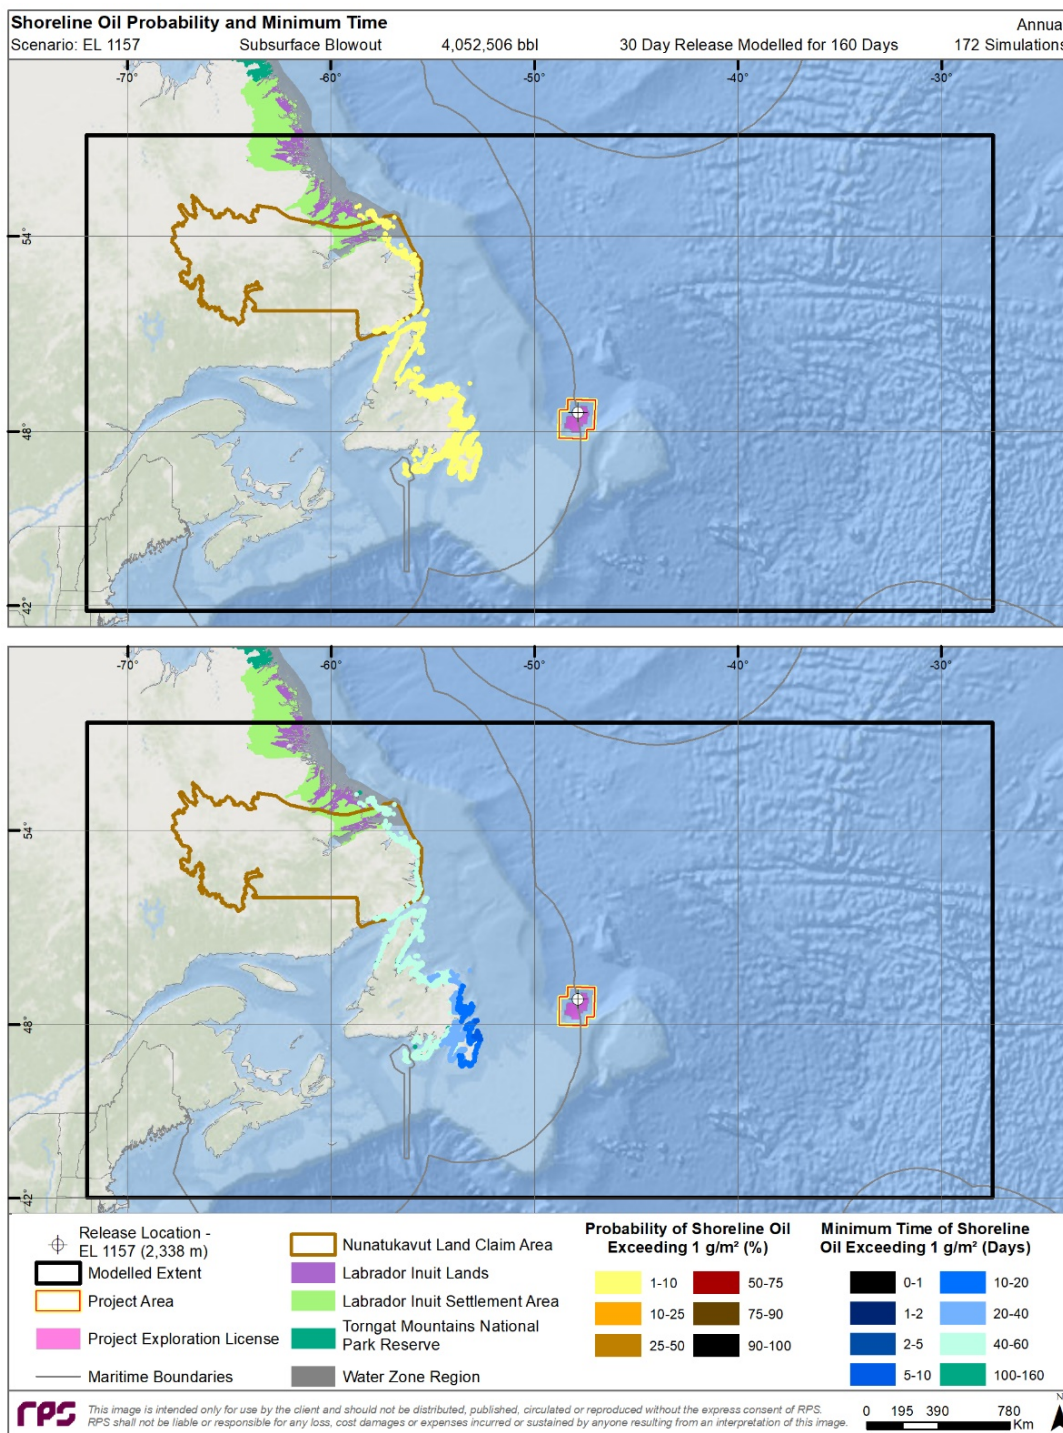 Shoreline Oil Probability and Minimum Time
Annual
Scenario: EL 1157 Subsurface Blowout 4,052,506 bbl 30 Day Release Modelled for 160 Days 172 Simulations
-70° -60° -50° -40° -30°
54°
48°
42°
-70° -60° -50° -40° -30°
54°
48°
42°
Release Location -
EL 1157 (2,338 m)
Modelled Extent
Project Area
Project Exploration License
Maritime Boundaries
Nunatukavut Land Claim Area
Labrador Inuit Lands
Labrador Inuit Settlement Area
Torngat Mountains National
Park Reserve
Water Zone Region
Probability of Shoreline Oil
Exceeding 1 g/m² (%)
1-10 50-75
10-25 75-90
25-50 90-100
Minimum Time of Shoreline
Oil Exceeding 1 g/m² (Days)
0-1 10-20
1-2 20-40
2-5 40-60
5-10 100-160
rps
This image is intended only for use by the client and should not be distributed, published, circulated or reproduced without the express consent of RPS.
RPS shall not be liable or responsible for any loss, cost damages or expenses incurred or sustained by anyone resulting from an interpretation of this image.
0 195 390 780
Km
N